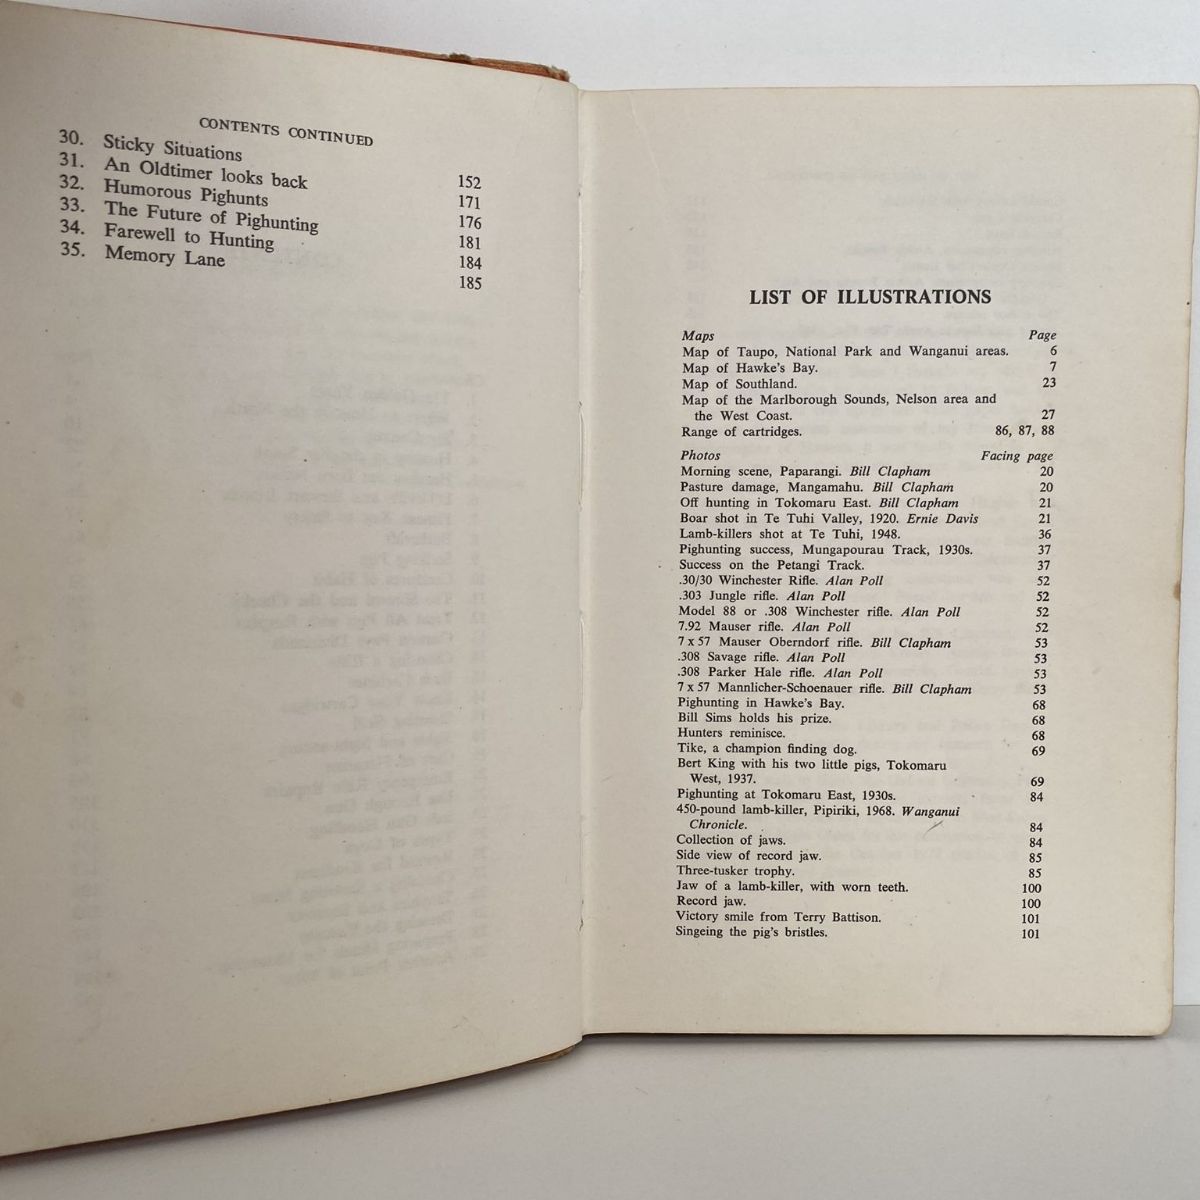 CONTENTS CONTINUED
30. Sticky Situations 152
31. An Oldtimer looks back 171
32. Humorous Pighunts 176
33. The Future of Pighunting 181
34. Farewell to Hunting 184
35. Memory Lane 185
LIST OF ILLUSTRATIONS
Maps Page
Map of Taupo, National Park and Wanganui areas. 6
Map of Hawke's Bay. 7
Map of Southland. 23
Map of the Marlborough Sounds, Nelson area and
the West Coast. 27
Range of cartridges. 86, 87, 88
Photos Facing page
Morning scene, Paparangi. Bill Clapham 20
Pasture damage, Mangamahu. Bill Clapham 20
Off hunting in Tokomaru East. Bill Clapham 21
Boar shot in Te Tuhi Valley, 1920. Ernie Davis 21
Lamb-killers shot at Te Tuhi, 1948. 36
Pighunting success, Mungapourau Track, 1930s. 37
Success on the Petangi Track. 37
.30/30 Winchester Rifle. Alan Poll 52
.303 Jungle rifle. Alan Poll 52
Model 88 or .308 Winchester rifle. Alan Poll 52
7.92 Mauser rifle. Alan Poll 52
7 x 57 Mauser Oberndorf rifle. Bill Clapham 53
.308 Savage rifle. Alan Poll 53
.308 Parker Hale rifle. Alan Poll 53
7 x 57 Mannlicher-Schoenauer rifle. Bill Clapham 53
Pighunting in Hawke's Bay. 68
Bill Sims holds his prize. 68
Hunters reminisce. 68
Tike, a champion finding dog. 69
Bert King with his two little pigs, Tokomaru
West, 1937. 69
Pighunting at Tokomaru East, 1930s. 84
450-pound lamb-killer, Pipiriki, 1968. Wanganui
Chronicle. 84
Collection of jaws. 84
Side view of record jaw. 85
Three-tusker trophy. 85
Jaw of a lamb-killer, with worn teeth. 100
Record jaw. 100
Victory smile from Terry Battison. 101
Singeing the pig's bristles. 101